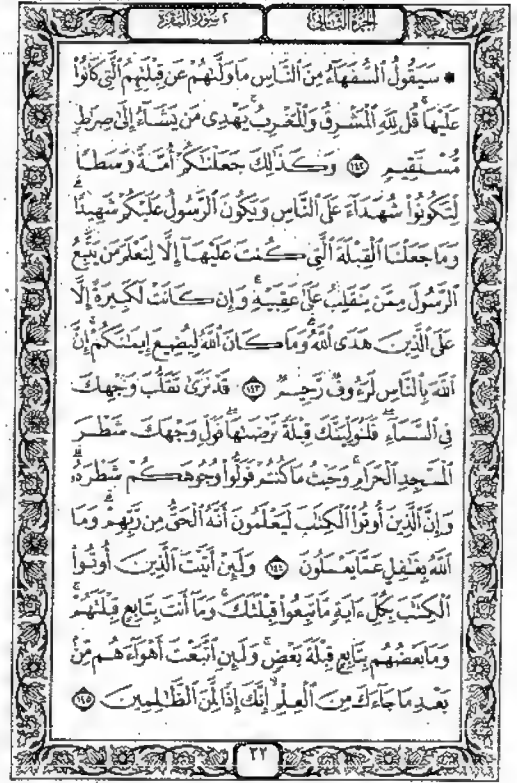 الجزء الثاني
٢ سورة البقرة
* سَيَقُولُ ٱلسُّفَهَآءُ مِنَ ٱلنَّاسِ مَا وَلَّىٰهُمْ عَن قِبْلَتِهِمُ ٱلَّتِى كَانُوا۟
عَلَيْهَا ۚ قُل لِّلَّهِ ٱلْمَشْرِقُ وَٱلْمَغْرِبُ ۚ يَهْدِى مَن يَشَآءُ إِلَىٰ صِرَٰطٍ
مُّسْتَقِيمٍ ١٤٢ وَكَذَٰلِكَ جَعَلْنَٰكُمْ أُمَّةً وَسَطًا
لِّتَكُونُوا۟ شُهَدَآءَ عَلَى ٱلنَّاسِ وَيَكُونَ ٱلرَّسُولُ عَلَيْكُمْ شَهِيدًا ۗ
وَمَا جَعَلْنَا ٱلْقِبْلَةَ ٱلَّتِى كُنتَ عَلَيْهَآ إِلَّا لِنَعْلَمَ مَن يَتَّبِعُ
ٱلرَّسُولَ مِمَّن يَنقَلِبُ عَلَىٰ عَقِبَيْهِ ۚ وَإِن كَانَتْ لَكَبِيرَةً إِلَّا
عَلَى ٱلَّذِينَ هَدَى ٱللَّهُ ۗ وَمَا كَانَ ٱللَّهُ لِيُضِيعَ إِيمَٰنَكُمْ ۚ إِنَّ
ٱللَّهَ بِٱلنَّاسِ لَرَءُوفٌ رَّحِيمٌ ١٤٣ قَدْ نَرَىٰ تَقَلُّبَ وَجْهِكَ
فِى ٱلسَّمَآءِ ۖ فَلَنُوَلِّيَنَّكَ قِبْلَةً تَرْضَىٰهَا ۚ فَوَلِّ وَجْهَكَ شَطْرَ
ٱلْمَسْجِدِ ٱلْحَرَامِ ۚ وَحَيْثُ مَا كُنتُمْ فَوَلُّوا۟ وُجُوهَكُمْ شَطْرَهُۥ ۗ
وَإِنَّ ٱلَّذِينَ أُوتُوا۟ ٱلْكِتَٰبَ لَيَعْلَمُونَ أَنَّهُ ٱلْحَقُّ مِن رَّبِّهِمْ ۗ وَمَا
ٱللَّهُ بِغَٰفِلٍ عَمَّا يَعْمَلُونَ ١٤٤ وَلَئِنْ أَتَيْتَ ٱلَّذِينَ أُوتُوا۟
ٱلْكِتَٰبَ بِكُلِّ ءَايَةٍ مَّا تَبِعُوا۟ قِبْلَتَكَ ۚ وَمَآ أَنتَ بِتَابِعٍ قِبْلَتَهُمْ ۚ
وَمَا بَعْضُهُم بِتَابِعٍ قِبْلَةَ بَعْضٍ ۚ وَلَئِنِ ٱتَّبَعْتَ أَهْوَآءَهُم مِّنۢ
بَعْدِ مَا جَآءَكَ مِنَ ٱلْعِلْمِ ۙ إِنَّكَ إِذًا لَّمِنَ ٱلظَّٰلِمِينَ ١٤٥
٢٢